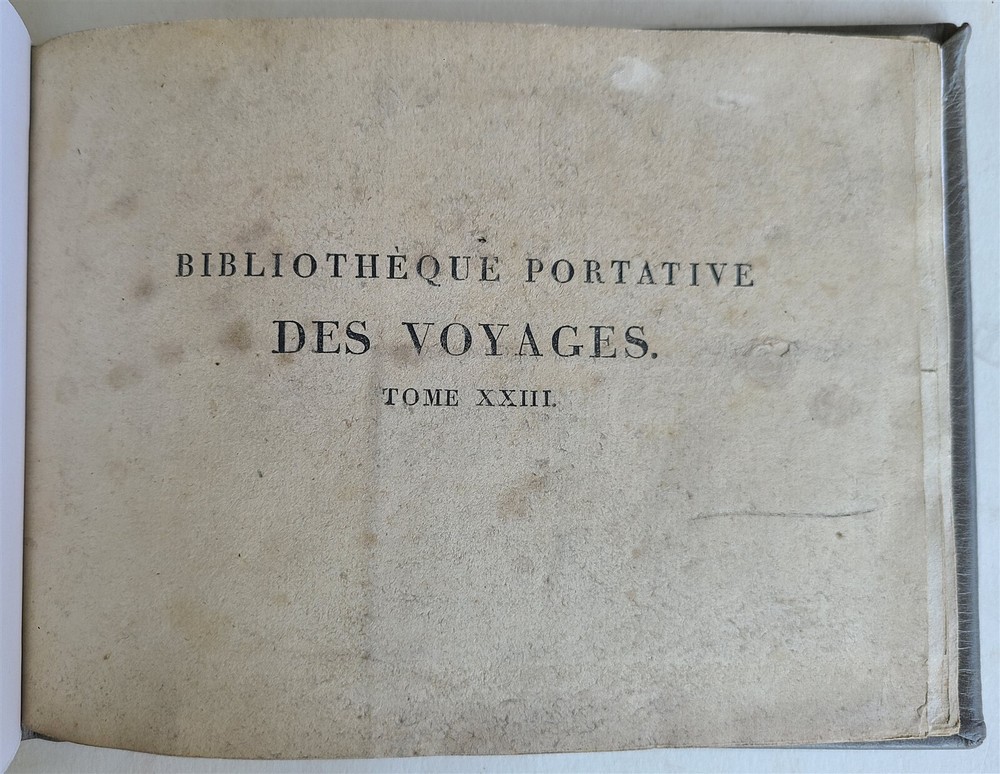 BIBLIOTHÈQUE PORTATIVE
DES VOYAGES.
TOME XXIII.